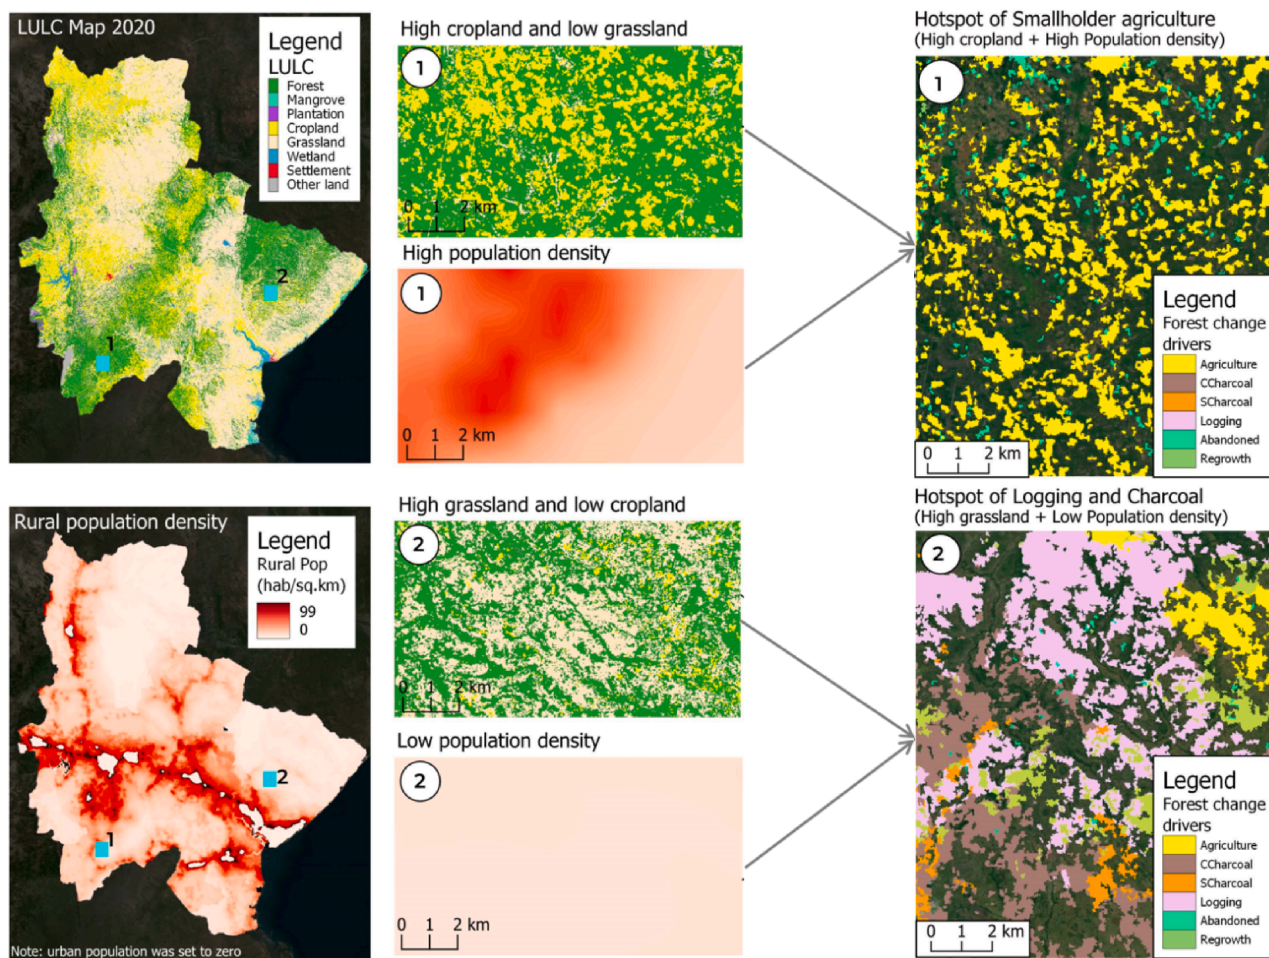 LULC Map 2020
Legend
LULC
Forest
Mangrove
Plantation
Cropland
Grassland
Wetland
Settlement
Other land
2
1
High cropland and low grassland
1
0 1 2 km
High population density
1
0 1 2 km
Hotspot of Smallholder agriculture
(High cropland + High Population density)
1
Legend
Forest change
drivers
Agriculture
CCharcoal
SCharcoal
Logging
Abandoned
Regrowth
0 1 2 km
Rural population density
Legend
Rural Pop
(hab/sq.km)
99
0
2
1
Note: urban population was set to zero
High grassland and low cropland
2
0 1 2 km
Low population density
2
0 1 2 km
Hotspot of Logging and Charcoal
(High grassland + Low Population density)
2
Legend
Forest change
drivers
Agriculture
CCharcoal
SCharcoal
Logging
Abandoned
Regrowth
0 1 2 km